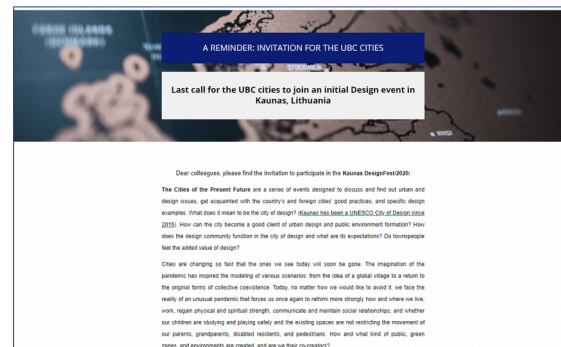 FAROE ISLANDS
A REMINDER: INVITATION FOR THE UBC CITIES
Last call for the UBC cities to join an initial Design event in
Kaunas, Lithuania
Dear colleagues, please find the invitation to participate in the Kaunas DesignFest/2020:
The Cities of the Present Future are a series of events designed to discuss and find out urban and
design issues, get acquainted with the country's and foreign cities' good practices, and specific design
examples. What does it mean to be the city of design? (Kaunas has been a UNESCO City of Design since
2015). How can the city become a good client of urban design and public environment formation? How
does the design community function in the city of design and what are its expectations? Do townspeople
feel the added value of design?
Cities are changing so fast that the ones we see today will soon be gone. The imagination of the
pandemic has inspired the modeling of various scenarios: from the idea of a global village to a return to
the original forms of collective coexistence. Today, no matter how we would like to avoid it, we face the
reality of an unusual pandemic that forces us once again to rethink more strongly how and where we live,
work, regain physical and spiritual strength, communicate and maintain social relationships, and whether
our children are studying and playing safely and the existing spaces are not restricting the movement of
our parents, grandparents, disabled residents, and pedestrians. How and what kind of public, green
zones, and environments are created, and are we their co-creators?